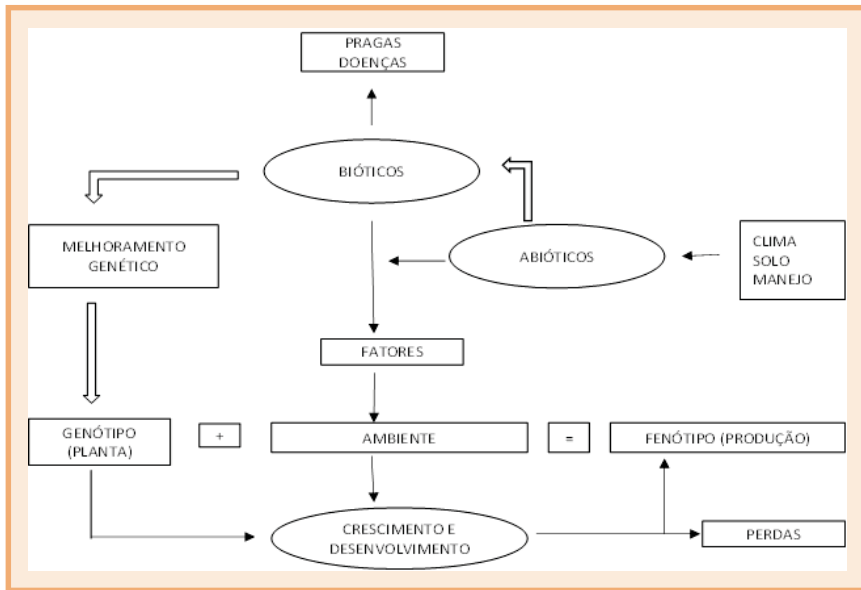 PRAGAS
DOENÇAS
BIÓTICOS
MELHORAMENTO
GENÉTICO
ABIÓTICOS
CLIMA
SOLO
MANEJO
FATORES
GENÓTIPO
(PLANTA)
+
AMBIENTE
=
FENÓTIPO (PRODUÇÃO)
CRESCIMENTO E
DESENVOLVIMENTO
PERDAS